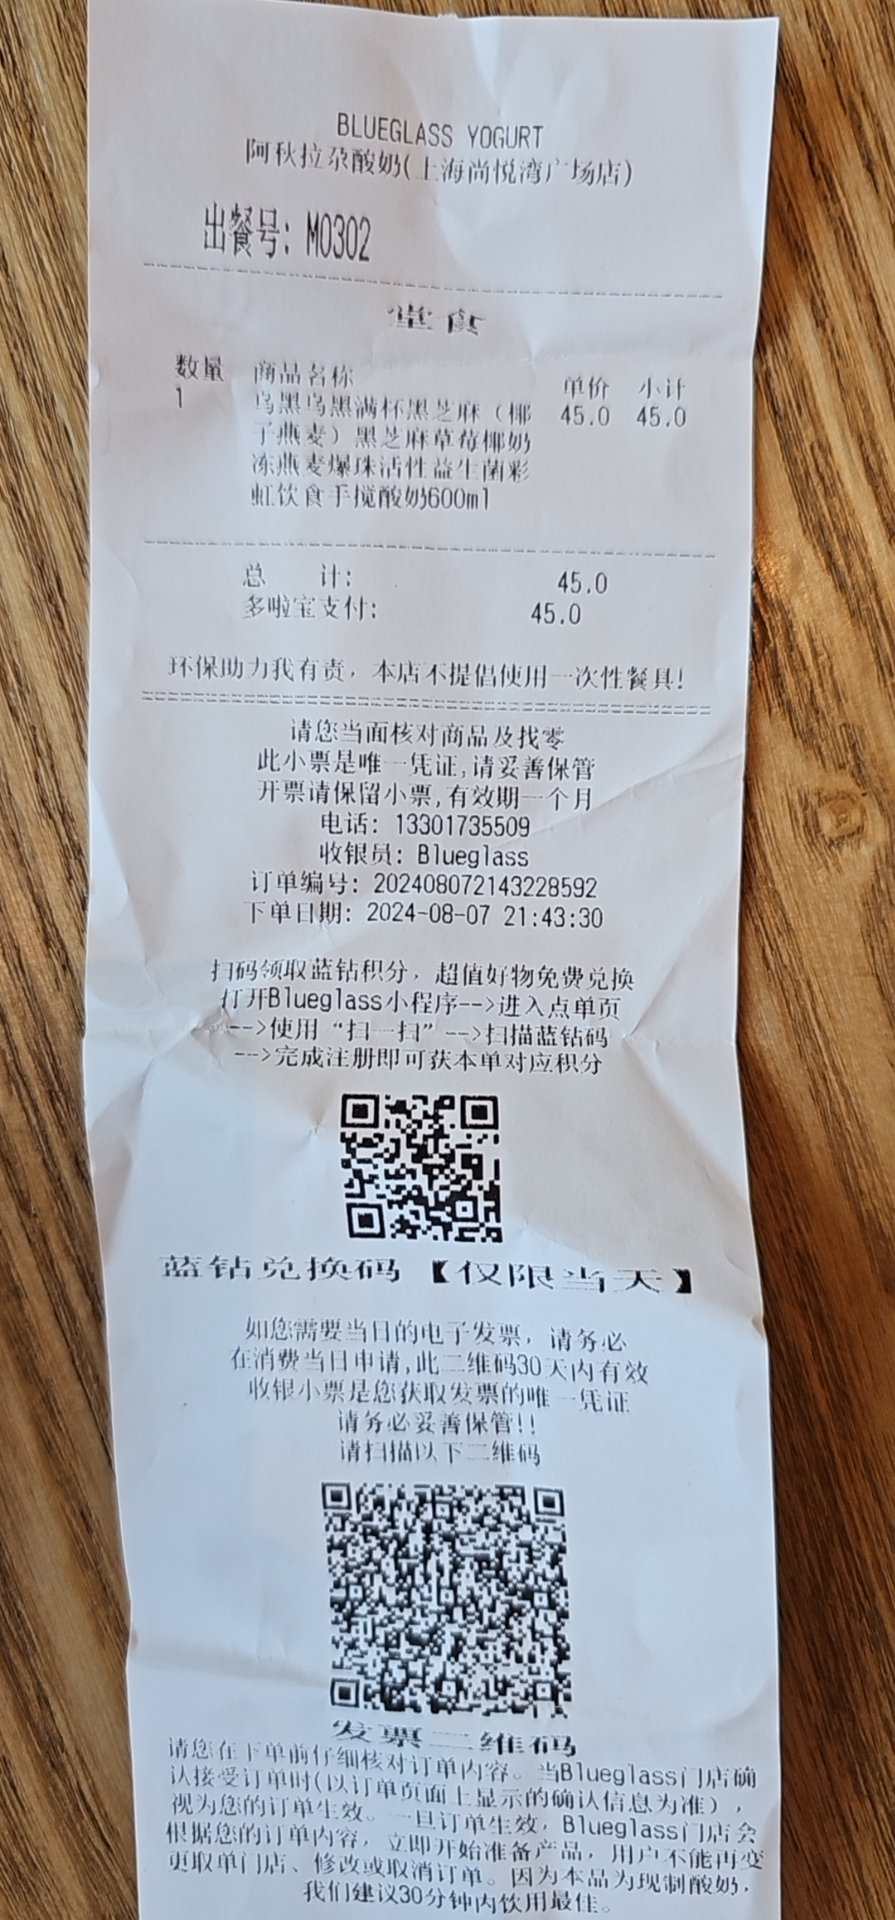 BLUEGLASS YOGURT
阿秋拉尕酸奶(上海尚悦湾广场店)
出餐号: M0302
堂食
数量 商品名称 单价 小计
1 乌黑乌黑满杯黑芝麻（椰 45.0 45.0
子燕麦）黑芝麻草莓椰奶
冻燕麦爆珠活性益生菌彩
虹饮食手搅酸奶600ml
总 计: 45.0
多啦宝支付: 45.0
环保助力我有责，本店不提倡使用一次性餐具!
请您当面核对商品及找零
此小票是唯一凭证,请妥善保管
开票请保留小票,有效期一个月
电话: 13301735509
收银员: Blueglass
订单编号: 202408072143228592
下单日期: 2024-08-07 21:43:30
扫码领取蓝钻积分，超值好物免费兑换
打开Blueglass小程序-->进入点单页
-->使用“扫一扫”-->扫描蓝钻码
-->完成注册即可获本单对应积分
蓝钻兑换码【仅限当天】
如您需要当日的电子发票，请务必
在消费当日申请,此二维码30天内有效
收银小票是您获取发票的唯一凭证
请务必妥善保管!!
请扫描以下二维码
发票二维码
请您在下单前仔细核对订单内容。当Blueglass门店确
认接受订单时(以订单页面上显示的确认信息为准)，
视为您的订单生效。一旦订单生效，Blueglass门店会
根据您的订单内容，立即开始准备产品，用户不能再变
更取单门店、修改或取消订单。因为本品为现制酸奶，
我们建议30分钟内饮用最佳。